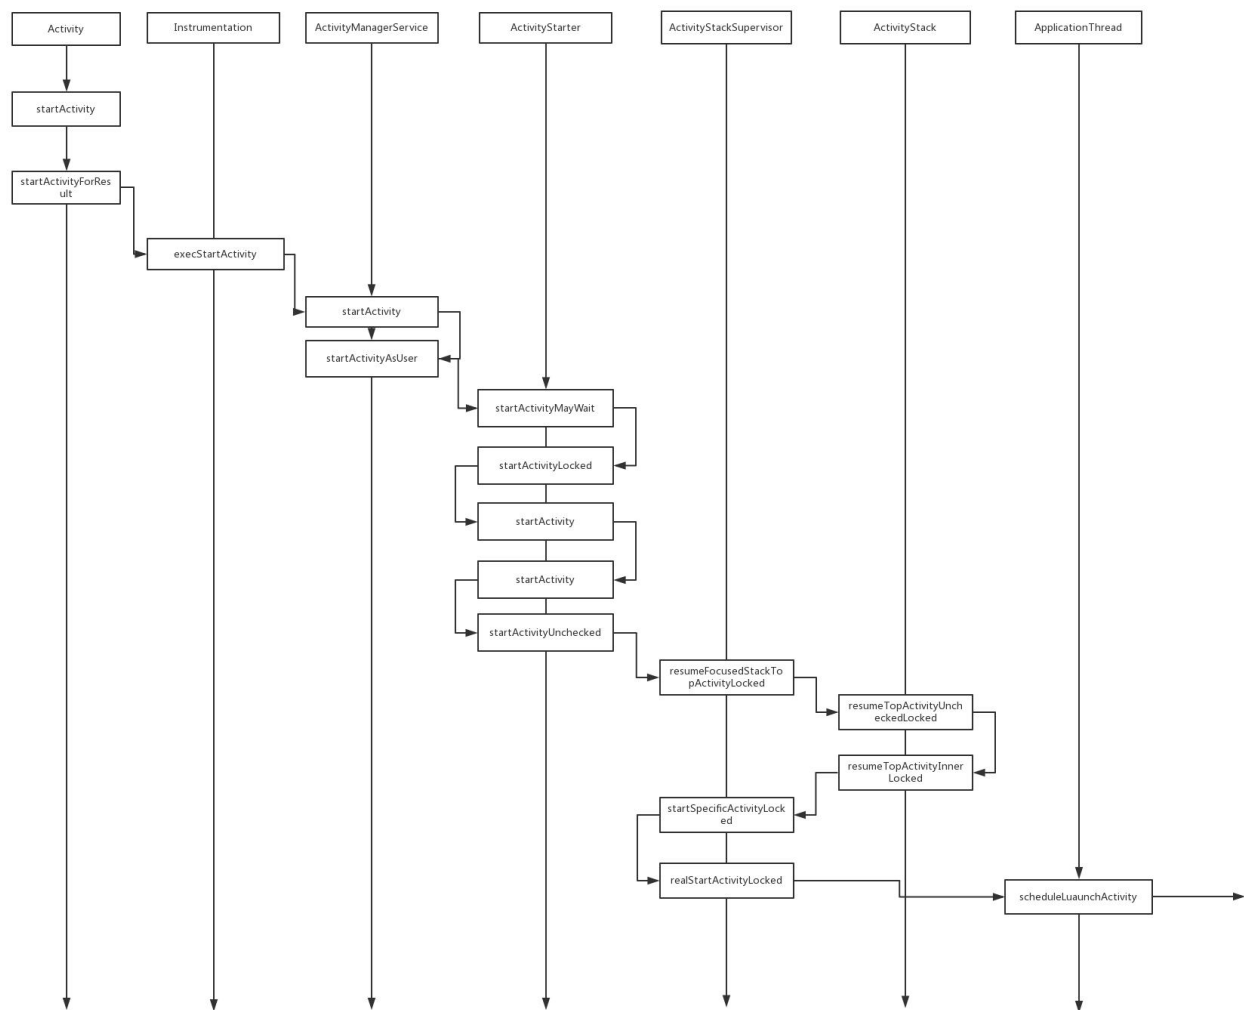 Activity
Instrumentation
ActivityManagerService
ActivityStarter
ActivityStackSupervisor
ActivityStack
ApplicationThread
startActivity
startActivityForRes
ult
execStartActivity
startActivity
startActivityAsUser
startActivityMayWait
startActivityLocked
startActivity
startActivity
startActivityUnchecked
resumeFocusedStackTo
pActivityLocked
resumeTopActivityUnch
eckedLocked
resumeTopActivityInner
Locked
startSpecificActivityLock
ed
realStartActivityLocked
scheduleLuaunchActivity